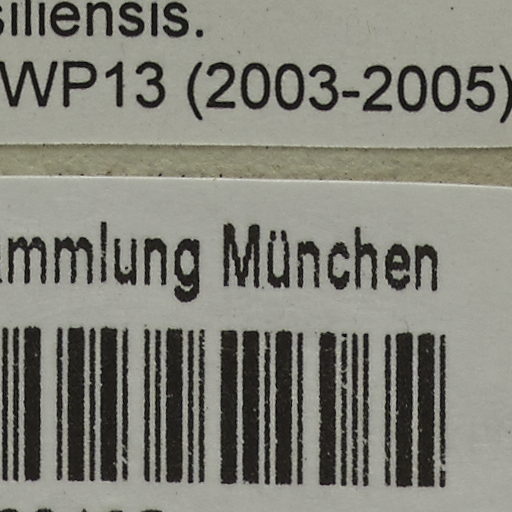 siliensis.
WP13 (2003-2005)
ammlung München